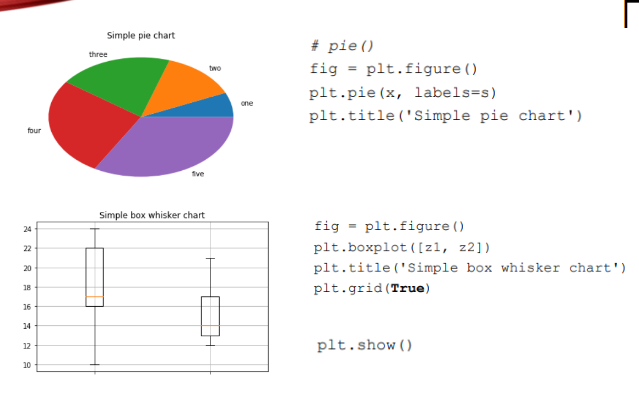 Simple pie chart
three
two
one
four
five
# pie()
fig = plt.figure()
plt.pie(x, labels=s)
plt.title('Simple pie chart')
Simple box whisker chart
24
22
20
18
16
14
12
10
fig = plt.figure()
plt.boxplot([z1, z2])
plt.title('Simple box whisker chart')
plt.grid(True)
plt.show()